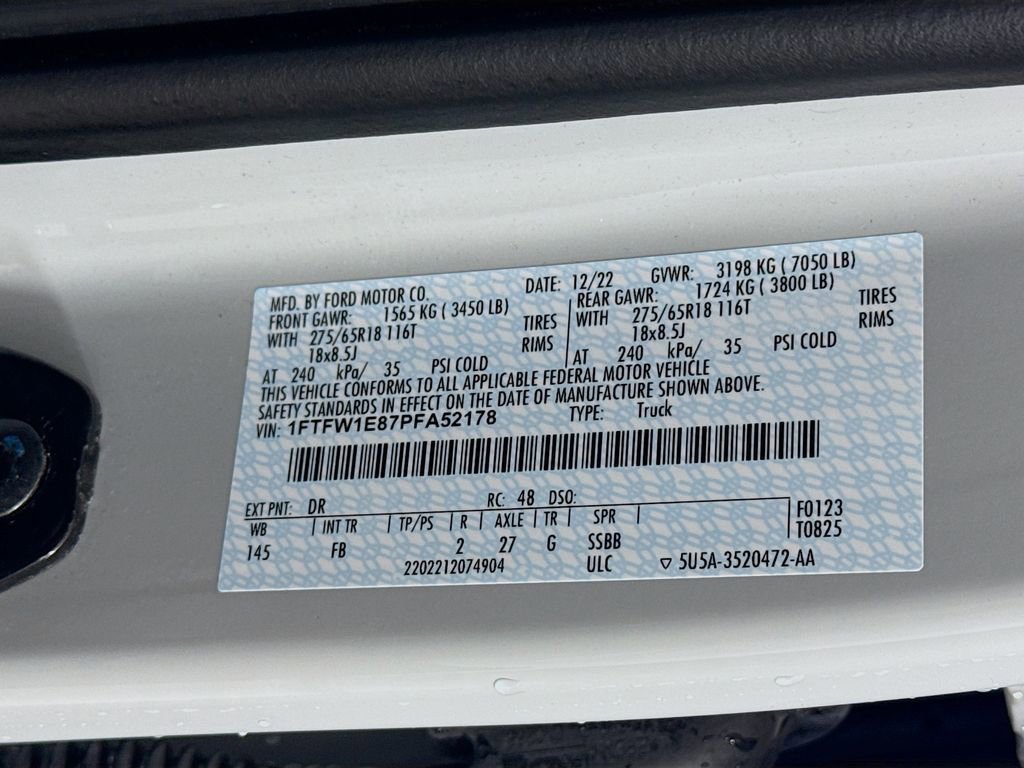 MFD. BY FORD MOTOR CO. DATE: 12/22 GVWR: 3198 KG ( 7050 LB)
FRONT GAWR: 1565 KG ( 3450 LB) REAR GAWR: 1724 KG ( 3800 LB)
WITH 275/65R18 116T TIRES WITH 275/65R18 116T TIRES
18x8.5J RIMS 18x8.5J RIMS
AT 240 kPa/ 35 PSI COLD AT 240 kPa/ 35 PSI COLD
THIS VEHICLE CONFORMS TO ALL APPLICABLE FEDERAL MOTOR VEHICLE
SAFETY STANDARDS IN EFFECT ON THE DATE OF MANUFACTURE SHOWN ABOVE.
VIN: 1FTFW1E87PFA52178 TYPE: Truck
EXT PNT: DR RC: 48 DSO:
WB INT TR TP/PS R AXLE TR SPR F0123
145 FB 2 27 G SSBB T0825
2202212074904 ULC ▽ 5U5A-3520472-AA